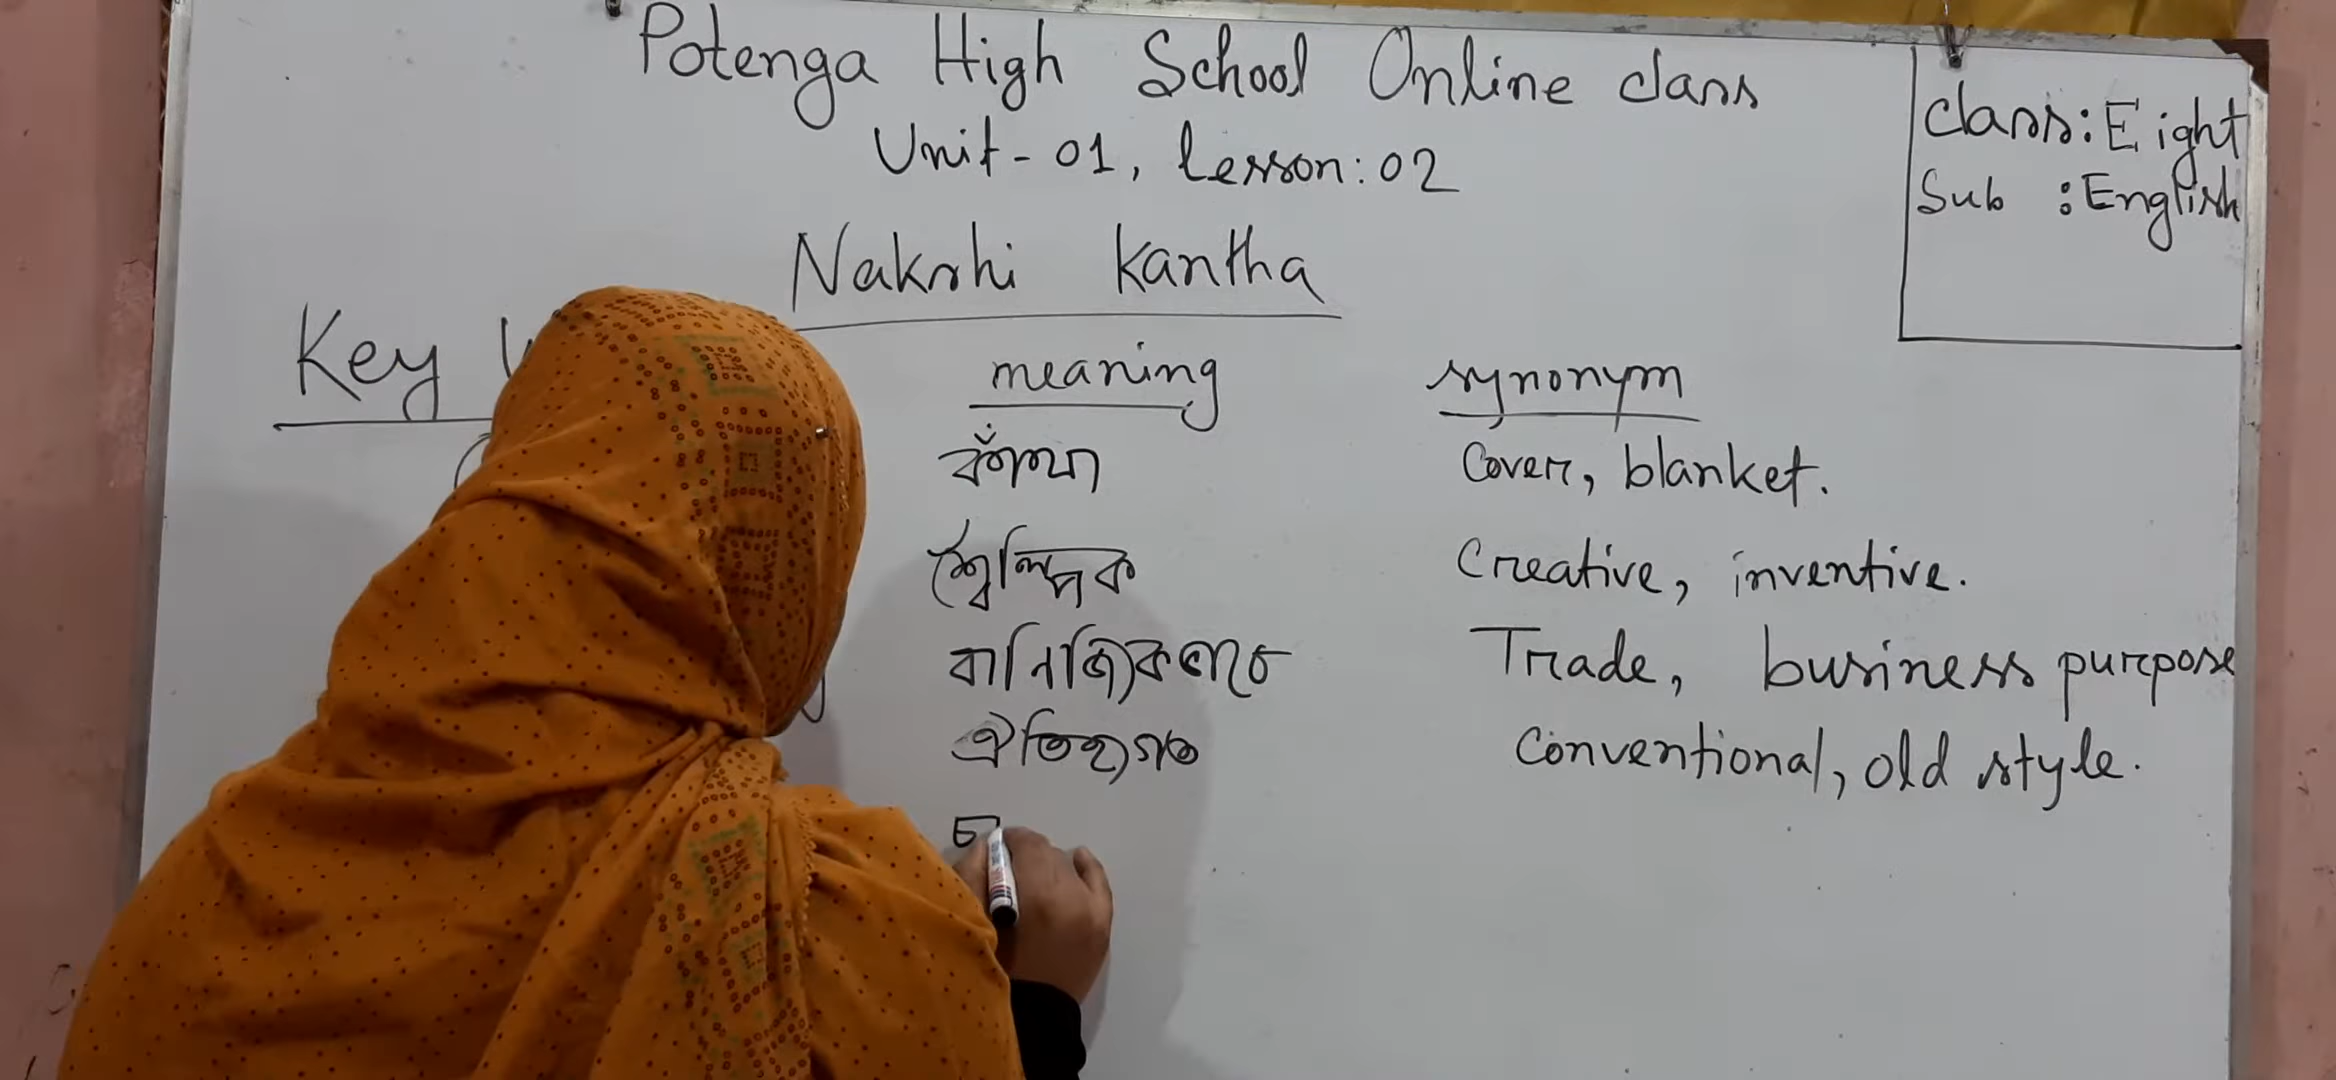 Potenga High School Online class
Unit - 01, lesson: 02
class: Eight
Sub : English
Nakshi Kantha
Key meaning synonym
কাঁথা Cover, blanket.
শৈল্পিক Creative, inventive.
বানিজ্যিকভাবে Trade, business purpose
ঐতিহ্যগত Conventional, old style.
চ